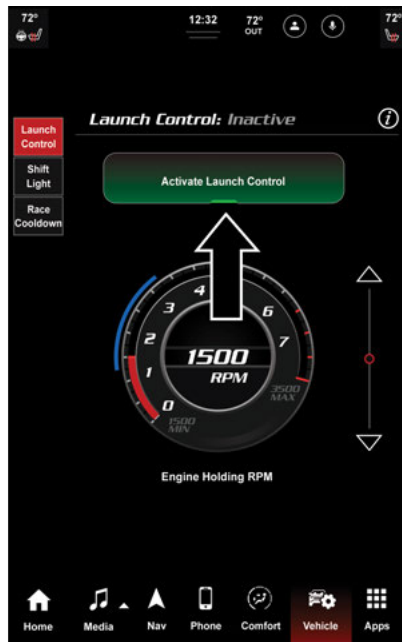 72°
12:32
72°
OUT
72°
Launch Control: Inactive
i
Launch
Control
Shift
Light
Race
Cooldown
Activate Launch Control
4
3
6
2
7
1
0
1500
RPM
3500
MAX
1500
MIN
Engine Holding RPM
Home
Media
Nav
Phone
Comfort
Vehicle
Apps